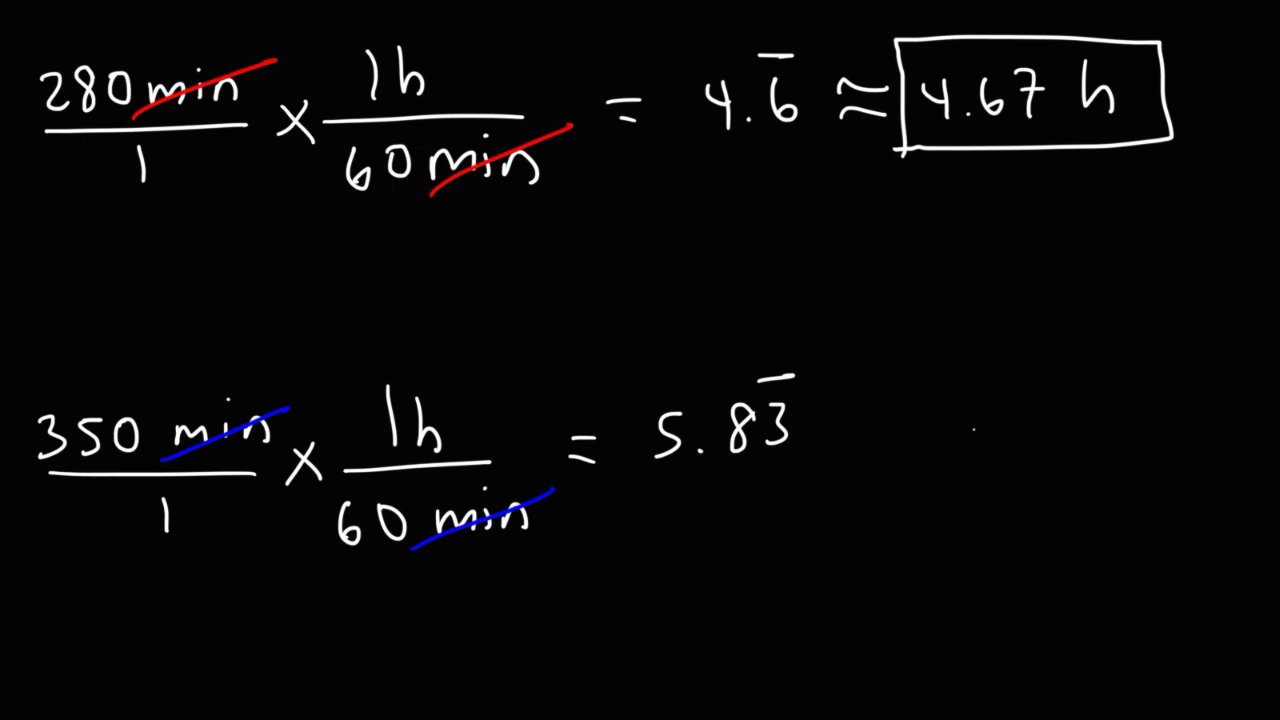 280 min / 1 × 1 h / 60 min = 4.6̅ ≈ 4.67 h
350 min / 1 × 1 h / 60 min = 5.83̅